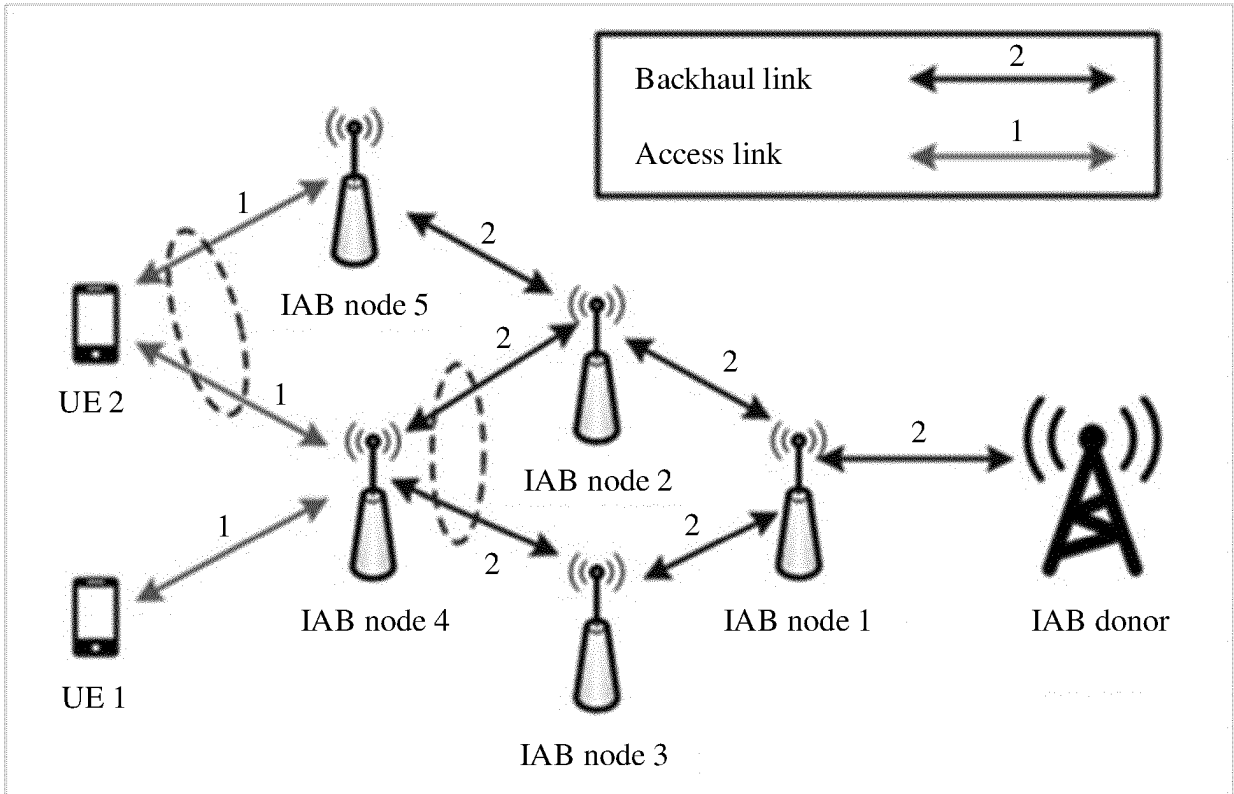 2
Backhaul link
1
Access link
1
2
IAB node 5
2
2
UE 2
1
2
IAB node 2
1
2
2
IAB node 4
IAB node 1
IAB donor
UE 1
IAB node 3